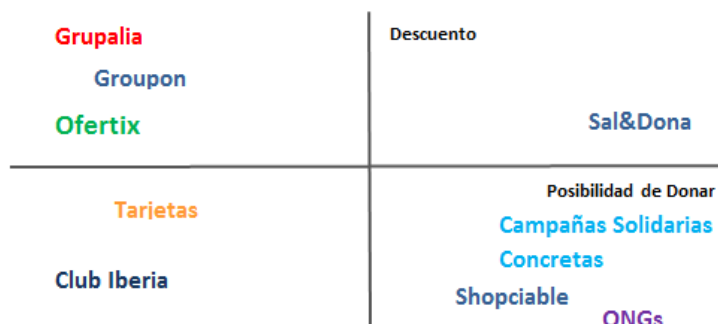 Grupalia
Descuento
Groupon
Ofertix
Sal&Dona
Posibilidad de Donar
Tarjetas
Campañas Solidarias
Concretas
Club Iberia
Shopciable
ONGs